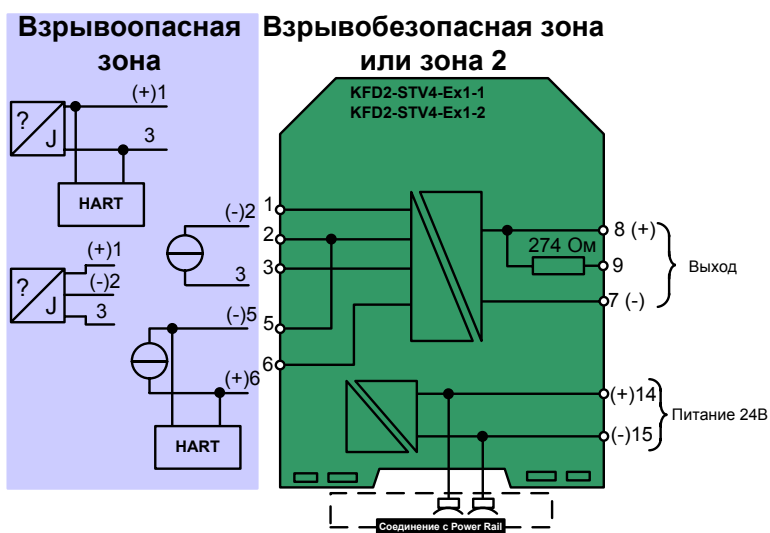 Взрывоопасная
зона
Взрывобезопасная зона
или зона 2
KFD2-STV4-Ex1-1
KFD2-STV4-Ex1-2
(+)1
?
J
3
HART
(-)2
3
(+)1
?
(-)2
J
3
(-)5
(+)6
HART
1
2
3
5
6
8 (+)
274 Ом
9
7 (-)
Выход
(+)14
Питание 24В
(-)15
Соединение с Power Rail